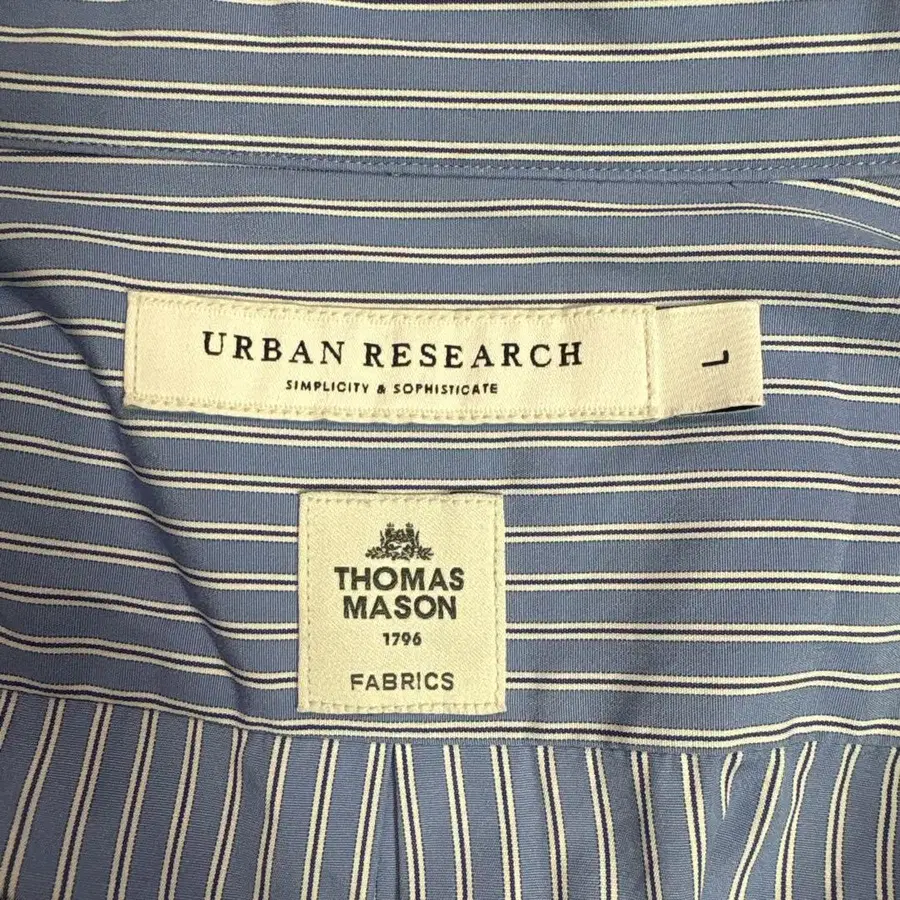 URBAN RESEARCH
SIMPLICITY & SOPHISTICATE
L
THOMAS
MASON
1796
FABRICS